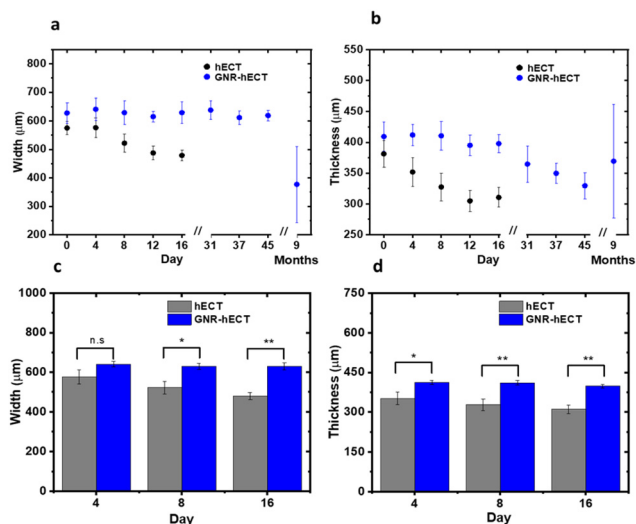 a
800
700
600
500
400
300
200
Width (µm)
hECT
GNR-hECT
0 4 8 12 16 // 31 37 45 // 9
Day Months
b
550
500
450
400
350
300
250
Thickness (µm)
hECT
GNR-hECT
0 4 8 12 16 // 31 37 45 // 9
Day Months
c
1000
800
600
400
200
0
Width (µm)
hECT
GNR-hECT
n.s * **
4 8 16
Day
d
750
600
450
300
150
0
Thickness (µm)
hECT
GNR-hECT
* ** **
4 8 16
Day